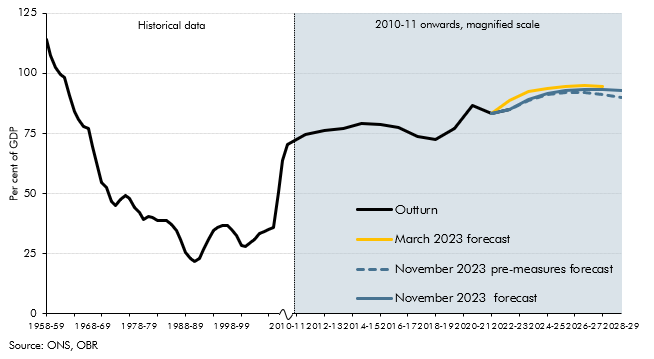 125
100
75
50
25
0
Per cent of GDP
Historical data
2010-11 onwards, magnified scale
Outturn
March 2023 forecast
November 2023 pre-measures forecast
November 2023 forecast
1958-59 1968-69 1978-79 1988-89 1998-99 2010-11 2012-13 2014-15 2016-17 2018-19 2020-21 2022-23 2024-25 2026-27 2028-29
Source: ONS, OBR